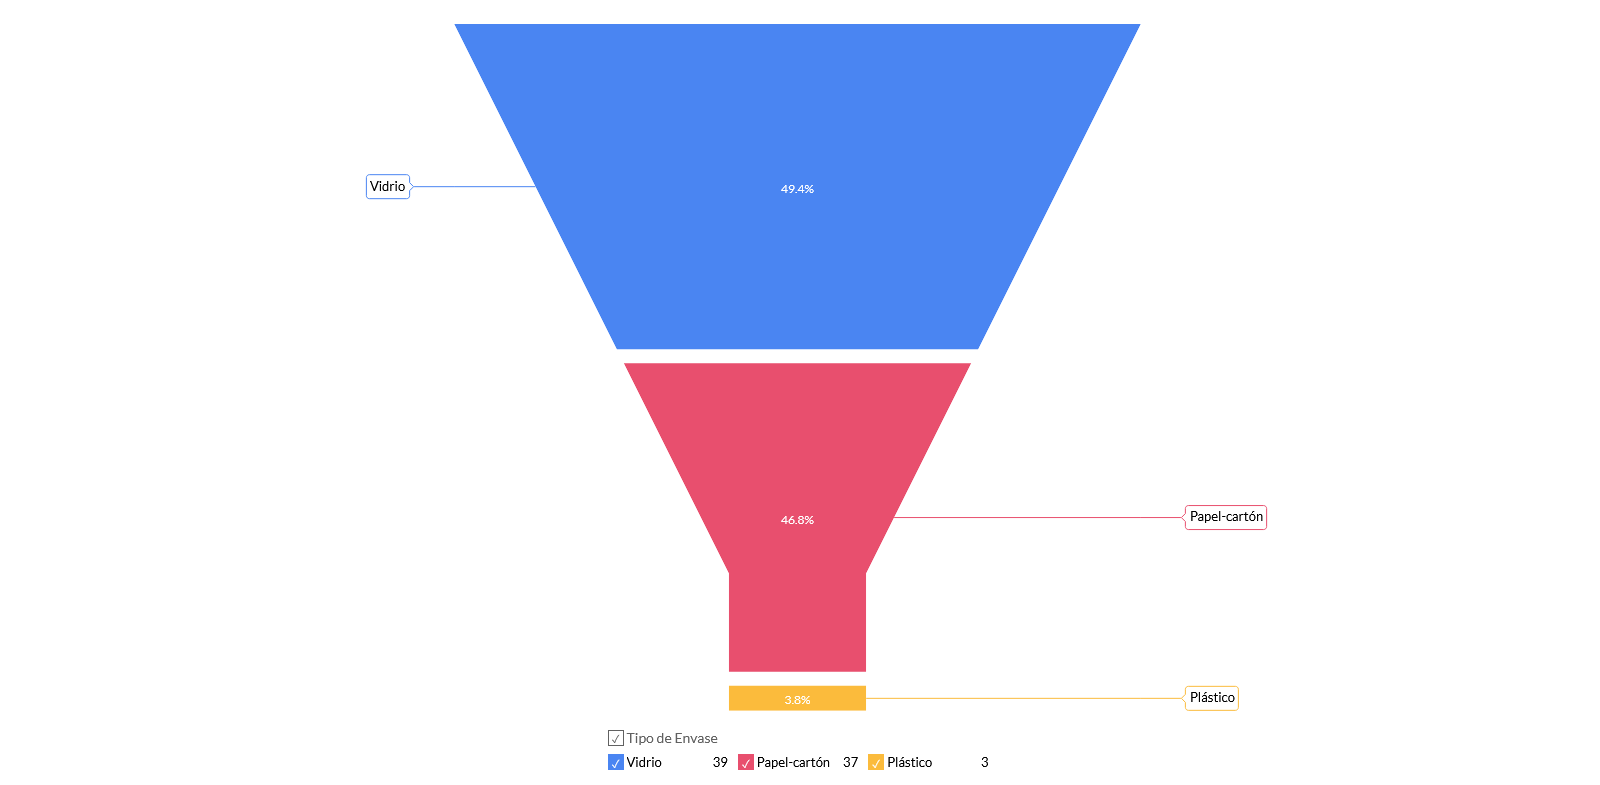 49.4%
Vidrio
46.8%
Papel-cartón
3.8%
Plástico
Tipo de Envase
Vidrio 39 Papel-cartón 37 Plástico 3